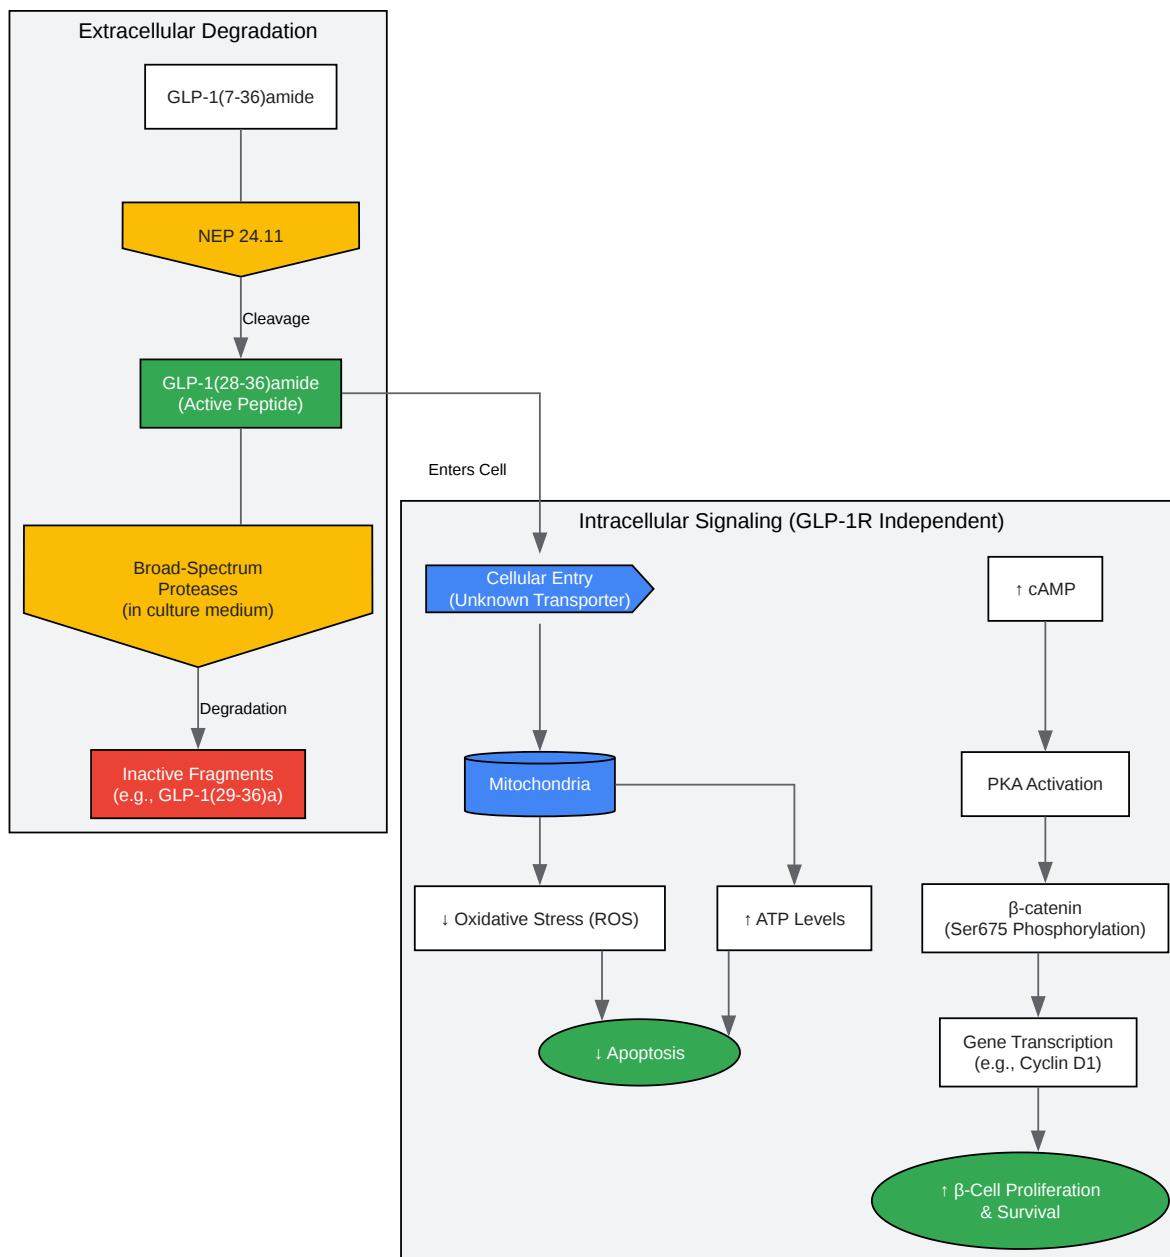 Extracellular Degradation
GLP-1(7-36)amide
NEP 24.11
Cleavage
GLP-1(28-36)amide
(Active Peptide)
Enters Cell
Broad-Spectrum
Proteases
(in culture medium)
Degradation
Inactive Fragments
(e.g., GLP-1(29-36)a)
Intracellular Signaling (GLP-1R Independent)
Cellular Entry
(Unknown Transporter)
Mitochondria
↓ Oxidative Stress (ROS)
↑ ATP Levels
↓ Apoptosis
↑ cAMP
PKA Activation
β-catenin
(Ser675 Phosphorylation)
Gene Transcription
(e.g., Cyclin D1)
↑ β-Cell Proliferation
& Survival